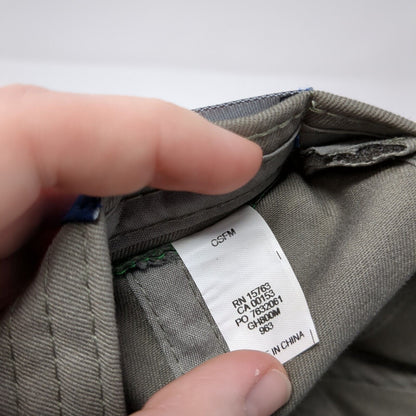 CSFM
RN 15763
CA 00153
PO 7632061
GH800M
963
IN CHINA